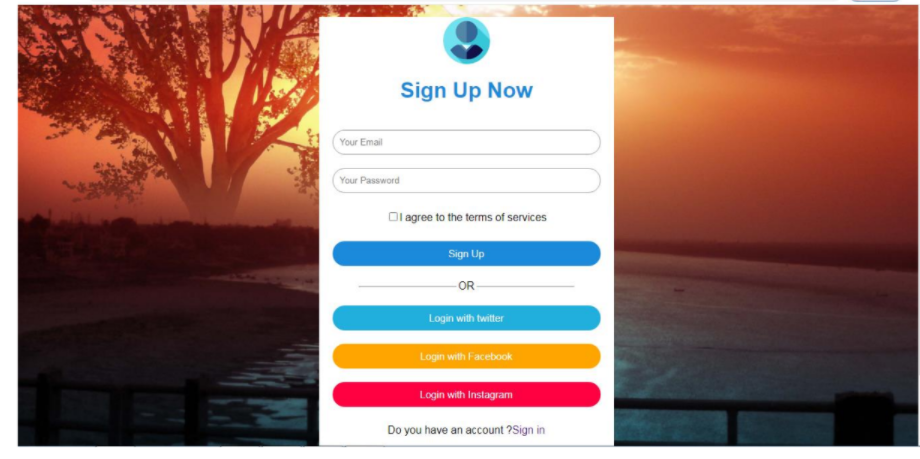 Sign Up Now
Your Email
Your Password
I agree to the terms of services
Sign Up
OR
Login with twitter
Login with Facebook
Login with Instagram
Do you have an account ?Sign in